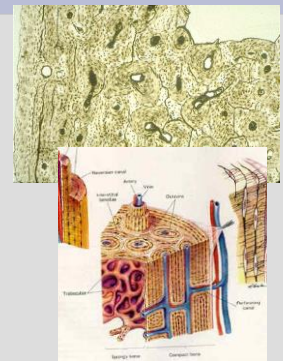 Haversian canal
Artery
Vein
Interstitial
lamellae
Osteons
Trabeculae
Perforating
canal
Spongy bone
Compact bone